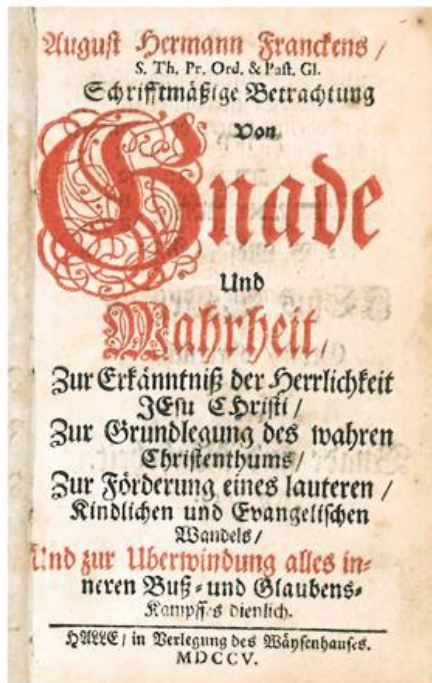 August Hermann Franckens /
S. Th. Pr. Ord. & Past. Gl.
Schrifftmäßige Betrachtung
Von
Gnade
Und
Wahrheit /
Zur Erkänntniß der Herrlichkeit
JEsu CHristi /
Zur Grundlegung des wahren
Christenthums /
Zur Förderung eines lauteren /
Kindlichen und Evangelischen
Wandels /
Und zur Uberwindung alles in-
neren Buß- und Glaubens-
Kampffes dienlich.
HALLE / in Verlegung des Wäysenhauses.
MDCCV.